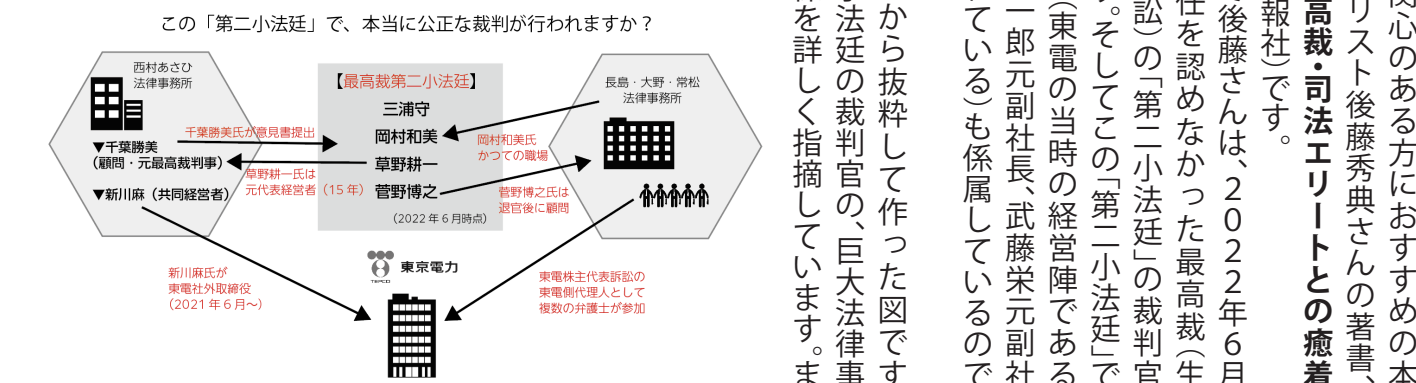 この「第二小法廷」で、本当に公正な裁判が行われますか？
西村あさひ
法律事務所
千葉勝美氏が意見書提出
▼千葉勝美
（顧問・元最高裁判事）
▼新川麻（共同経営者）
草野耕一氏は
元代表経営者（15年）
【最高裁第二小法廷】
三浦守
岡村和美
草野耕一
菅野博之
（2022年6月時点）
長島・大野・常松
法律事務所
岡村和美氏
かつての職場
菅野博之氏は
退官後に顧問
新川麻氏が
東電社外取締役
（2021年6月〜）
TEPCO
東京電力
東電株主代表訴訟の
東電側代理人として
複数の弁護士が参加
関心のある方におすすめの本
リスト後藤秀典さんの著書、
高裁・司法エリートとの癒着
報社）です。
後藤さんは、2022年6月
任を認めなかった最高裁（生
訟）の「第二小法廷」の裁判官
。そしてこの「第二小法廷」で
（東電の当時の経営陣である
一郎元副社長、武藤栄元副社
ている）も係属しているので
から抜粋して作った図です
小法廷の裁判官の、巨大法律事
を詳しく指摘しています。ま